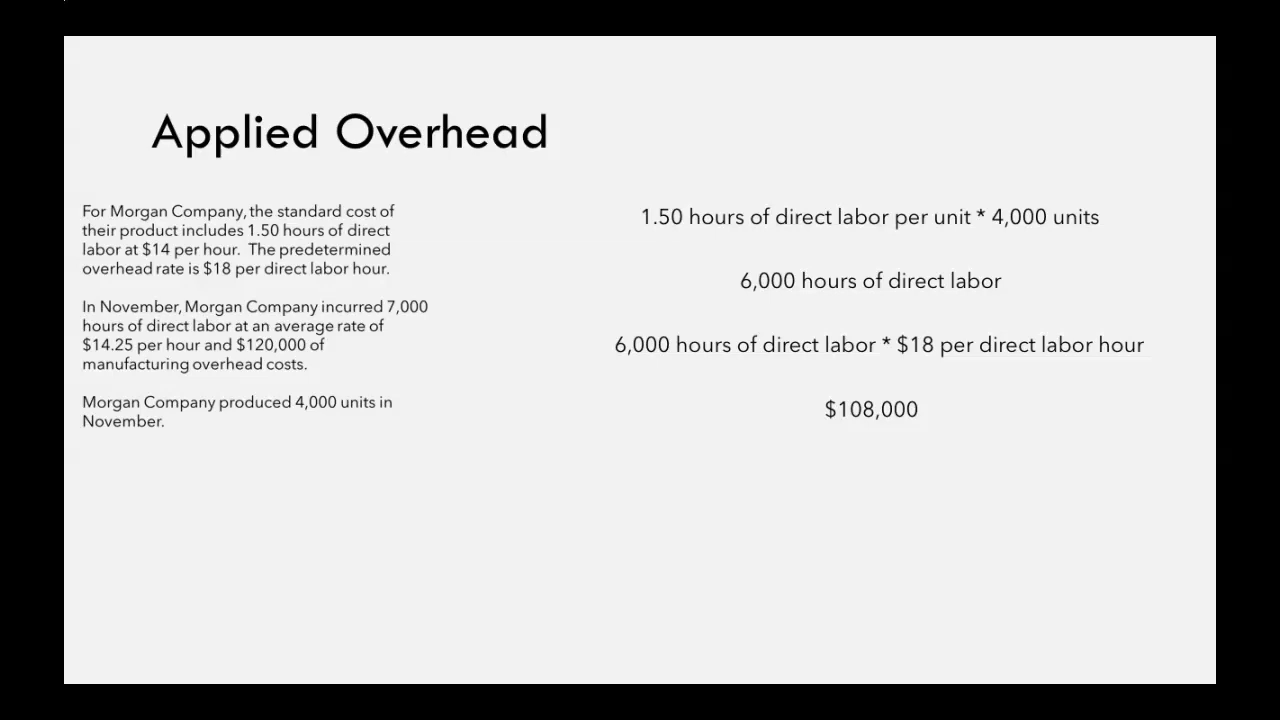 Applied Overhead
For Morgan Company, the standard cost of
their product includes 1.50 hours of direct
labor at $14 per hour. The predetermined
overhead rate is $18 per direct labor hour.
In November, Morgan Company incurred 7,000
hours of direct labor at an average rate of
$14.25 per hour and $120,000 of
manufacturing overhead costs.
Morgan Company produced 4,000 units in
November.
1.50 hours of direct labor per unit * 4,000 units
6,000 hours of direct labor
6,000 hours of direct labor * $18 per direct labor hour
$108,000